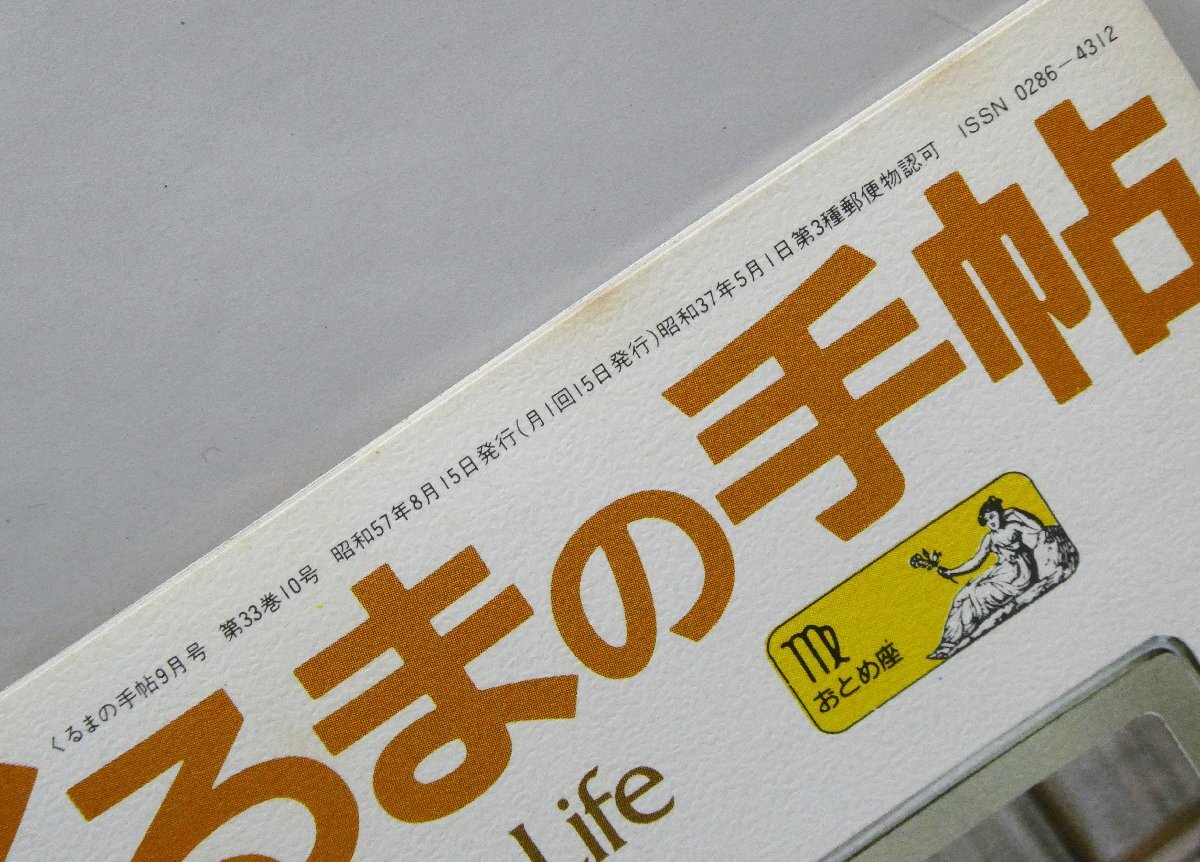 くるまの手帖9月号 第33巻10号 昭和57年8月15日発行(月1回15日発行)昭和37年5月1日第3種郵便物認可 ISSN 0286-4312
くるまの手帖
Life
♍
おとめ座